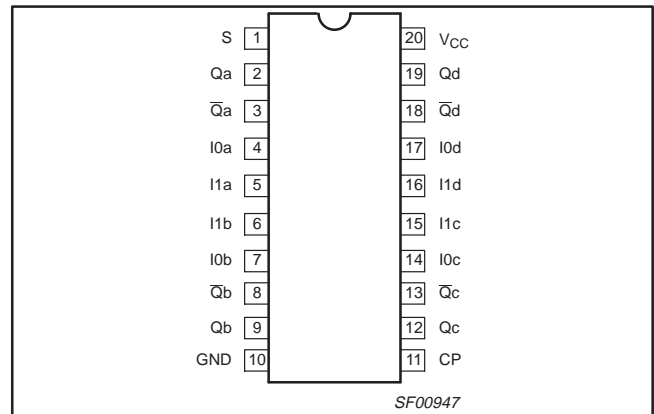 S 1 20 VCC
Qa 2 19 Qd
Q̅a 3 18 Q̅d
I0a 4 17 I0d
I1a 5 16 I1d
I1b 6 15 I1c
I0b 7 14 I0c
Q̅b 8 13 Q̅c
Qb 9 12 Qc
GND 10 11 CP
SF00947